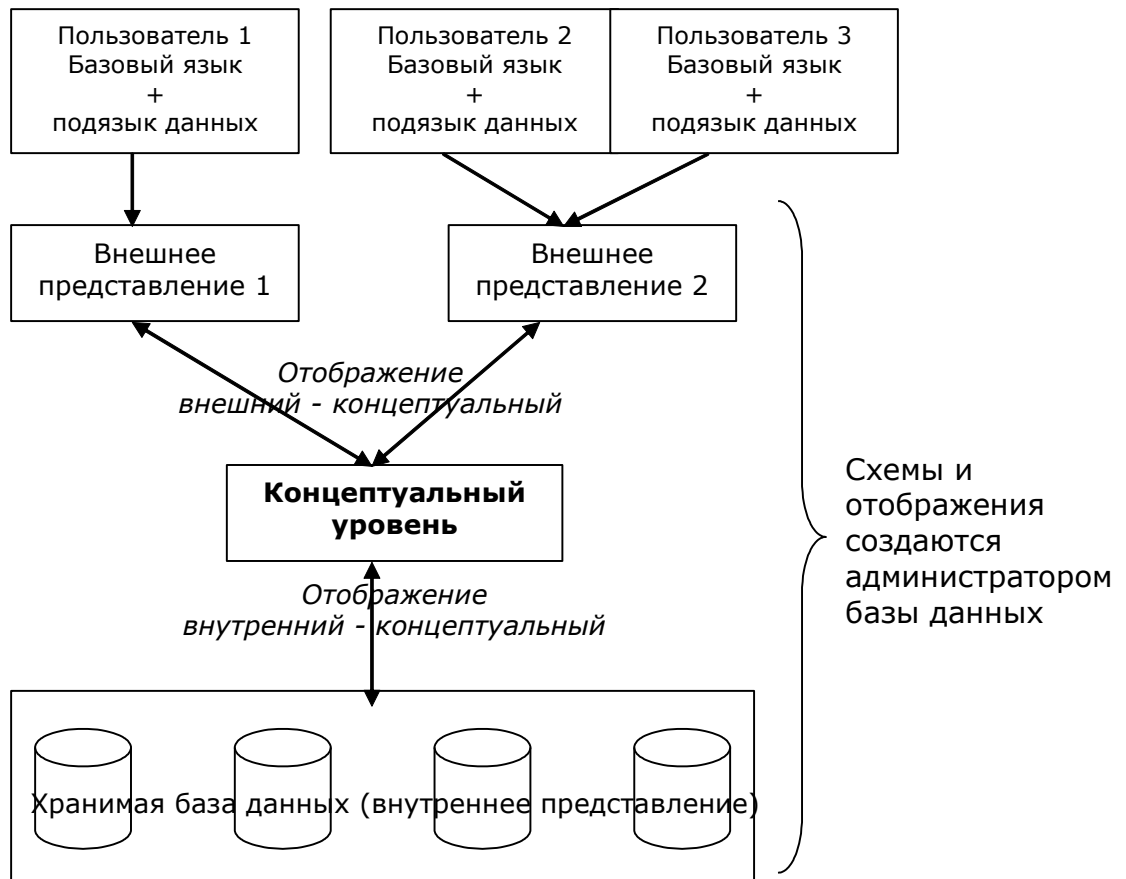 Пользователь 1
Базовый язык
+
подязык данных
Пользователь 2
Базовый язык
+
подязык данных
Пользователь 3
Базовый язык
+
подязык данных
Внешнее
представление 1
Внешнее
представление 2
Отображение
внешний - концептуальный
Концептуальный
уровень
Отображение
внутренний - концептуальный
Схемы и
отображения
создаются
администратором
базы данных
Хранимая база данных (внутреннее представление)